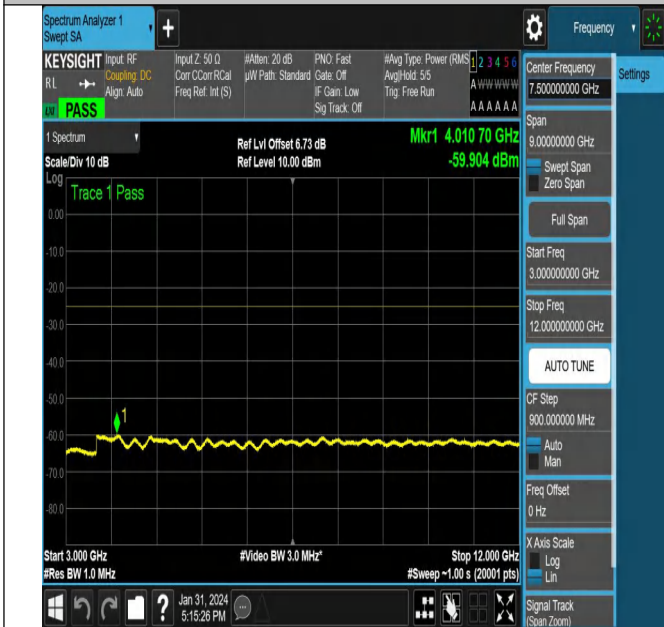 Spectrum Analyzer 1
Swept SA
+
Frequency
KEYSIGHT
RL
PASS
Input: RF
Coupling: DC
Align: Auto
Input Z: 50 Ω
Corr CCorr RCal
Freq Ref: Int (S)
#Atten: 20 dB
µW Path: Standard
PNO: Fast
Gate: Off
IF Gain: Low
Sig Track: Off
#Avg Type: Power (RMS
Avg|Hold: 5/5
Trig: Free Run
1 2 3 4 5 6
A W W W W W
A A A A A A
1 Spectrum
Scale/Div 10 dB
Ref Lvl Offset 6.73 dB
Ref Level 10.00 dBm
Mkr1 4.010 70 GHz
-59.904 dBm
Log
Trace 1 Pass
0.00
-10.0
-20.0
-30.0
-40.0
-50.0
-60.0
-70.0
-80.0
1
Start 3.000 GHz
#Res BW 1.0 MHz
#Video BW 3.0 MHz*
Stop 12.000 GHz
#Sweep ~1.00 s (20001 pts)
Jan 31, 2024
5:15:26 PM
?
Center Frequency
7.500000000 GHz
Settings
Span
9.00000000 GHz
Swept Span
Zero Span
Full Span
Start Freq
3.000000000 GHz
Stop Freq
12.000000000 GHz
AUTO TUNE
CF Step
900.000000 MHz
Auto
Man
Freq Offset
0 Hz
X Axis Scale
Log
Lin
Signal Track
(Span Zoom)